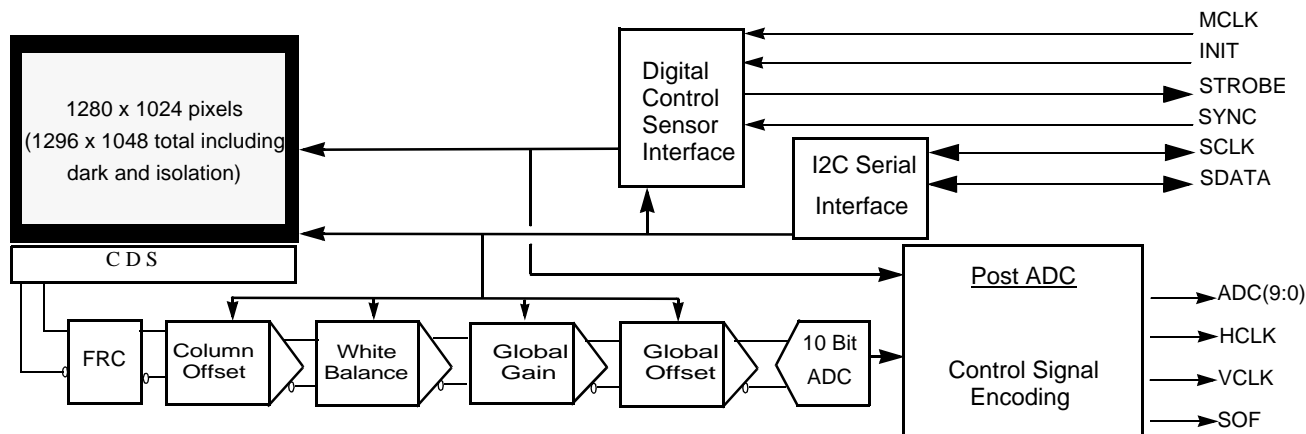 1280 x 1024 pixels
(1296 x 1048 total including
dark and isolation)
C D S
Digital
Control
Sensor
Interface
I2C Serial
Interface
MCLK
INIT
STROBE
SYNC
SCLK
SDATA
FRC
Column
Offset
White
Balance
Global
Gain
Global
Offset
10 Bit
ADC
Post ADC
Control Signal
Encoding
ADC(9:0)
HCLK
VCLK
SOF